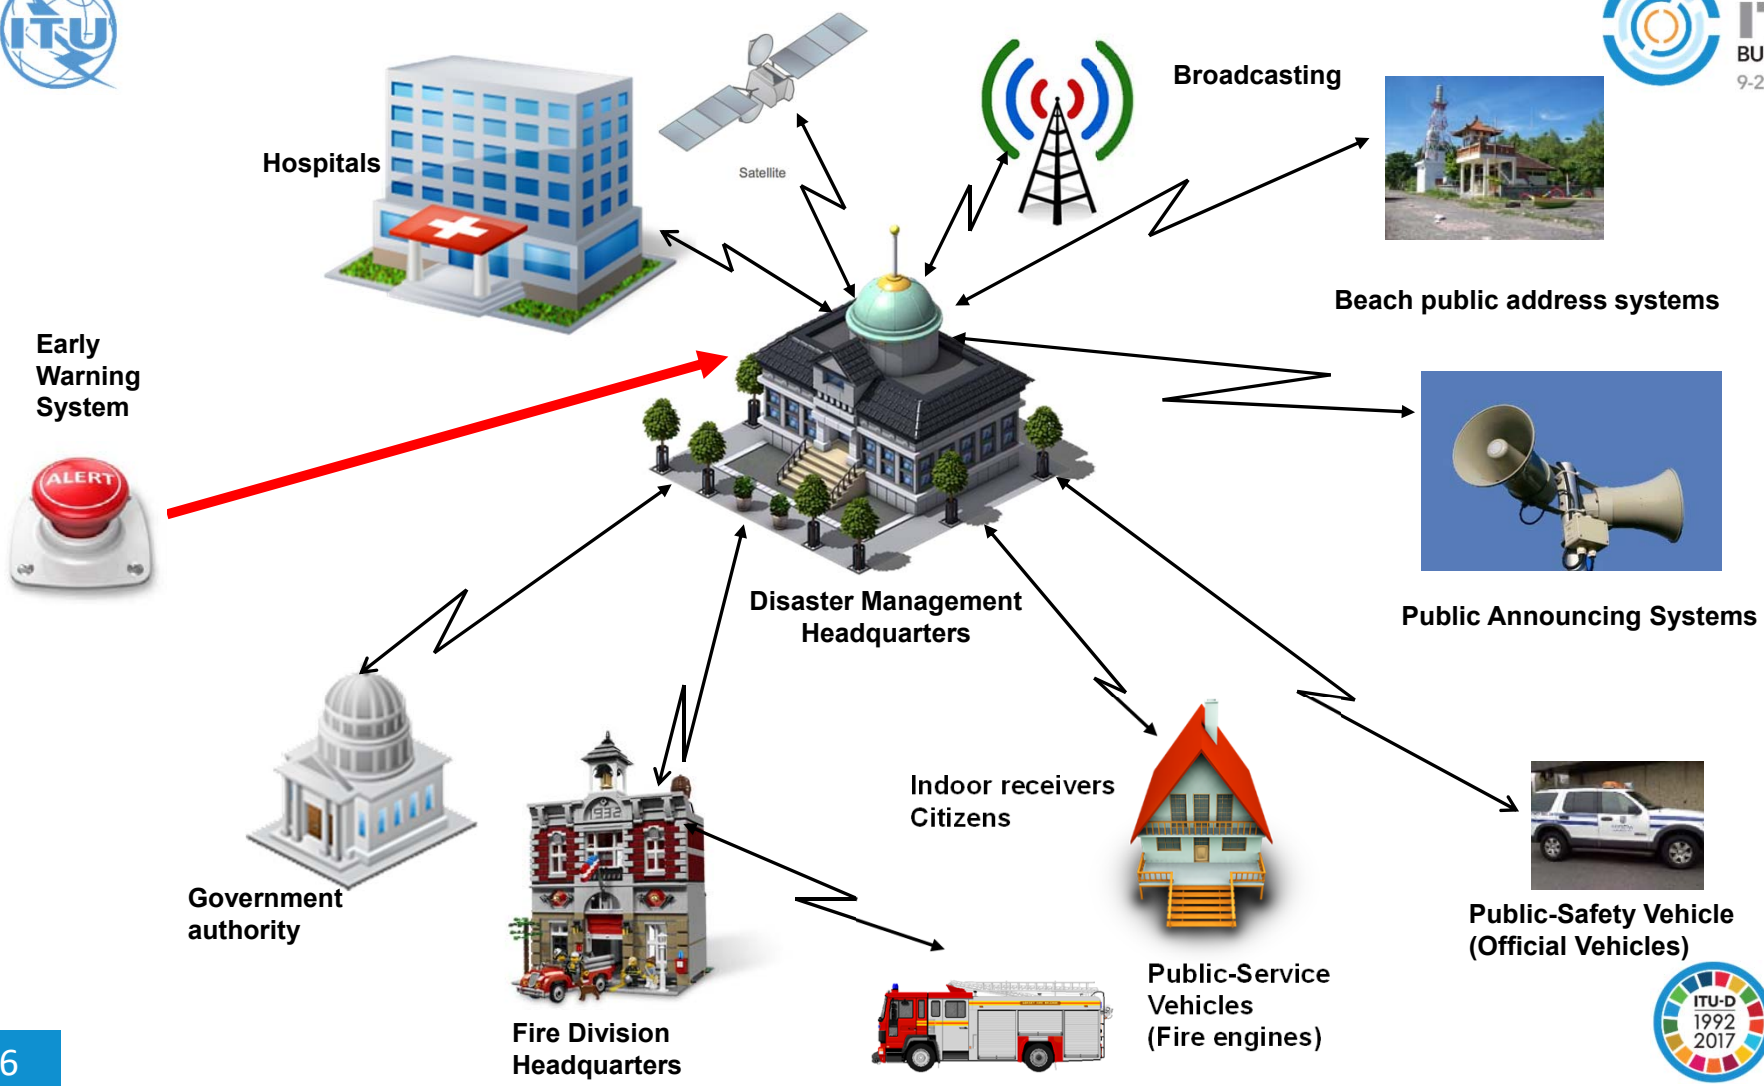 ITU
BU
9-2
Broadcasting
Hospitals
Satellite
Beach public address systems
Early
Warning
System
ALERT
Disaster Management
Headquarters
Public Announcing Systems
1932
Indoor receivers
Citizens
Government
authority
Public-Safety Vehicle
(Official Vehicles)
Public-Service
Vehicles
(Fire engines)
Fire Division
Headquarters
ITU-D
1992
2017
6